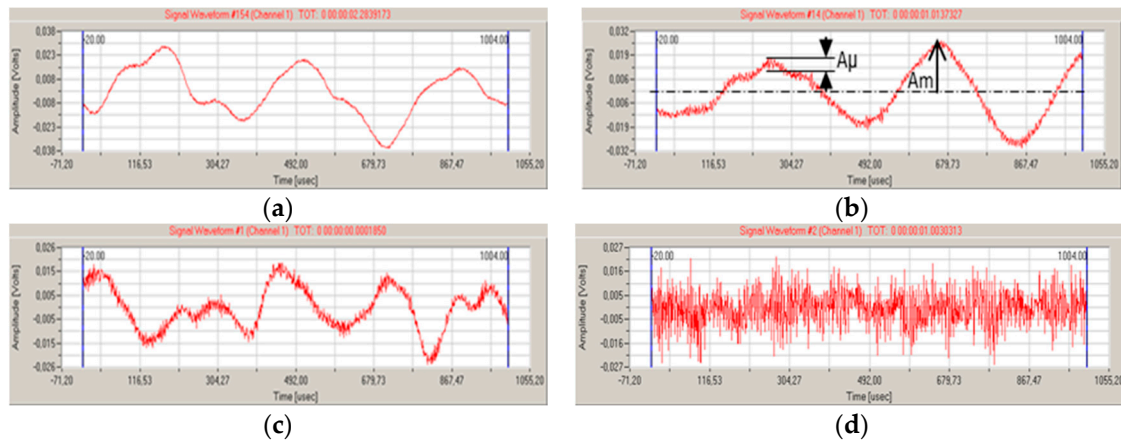 Signal Waveform #154 (Channel 1) TOT: 0 00:00:02.2839173
Amplitude [Volts]
0,038
0,023
0,008
-0,008
-0,023
-0,038
-20.00
1004.00
-71,20 116,53 304,27 492,00 679,73 867,47 1055,20
Time [usec]
(a)
Signal Waveform #14 (Channel 1) TOT: 0 00:00:01.0137327
Amplitude [Volts]
0,032
0,019
0,006
-0,006
-0,019
-0,032
-20.00
1004.00
Aμ
Am
-71,20 116,53 304,27 492,00 679,73 867,47 1055,20
Time [usec]
(b)
Signal Waveform #1 (Channel 1) TOT: 0 00:00:00.0001850
Amplitude [Volts]
0,026
0,015
0,005
-0,005
-0,015
-0,026
-20.00
1004.00
-71,20 116,53 304,27 492,00 679,73 867,47 1055,20
Time [usec]
(c)
Signal Waveform #2 (Channel 1) TOT: 0 00:00:01.0030313
Amplitude [Volts]
0,027
0,016
0,005
-0,005
-0,016
-0,027
-20.00
1004.00
-71,20 116,53 304,27 492,00 679,73 867,47 1055,20
Time [usec]
(d)